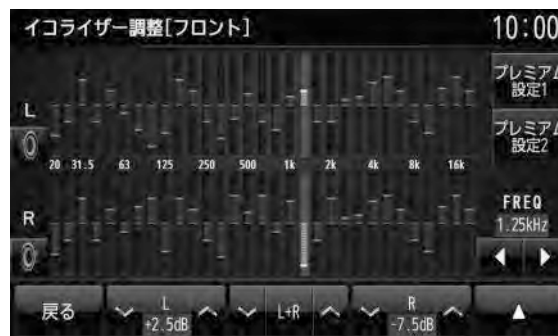 イコライザー調整[フロント]
10:00
プレミアム
設定1
L
プレミアム
設定2
20 31.5 63 125 250 500 1k 2k 4k 8k 16k
R
FREQ
1.25kHz
戻る
L
+2.5dB
L+R
R
-7.5dB